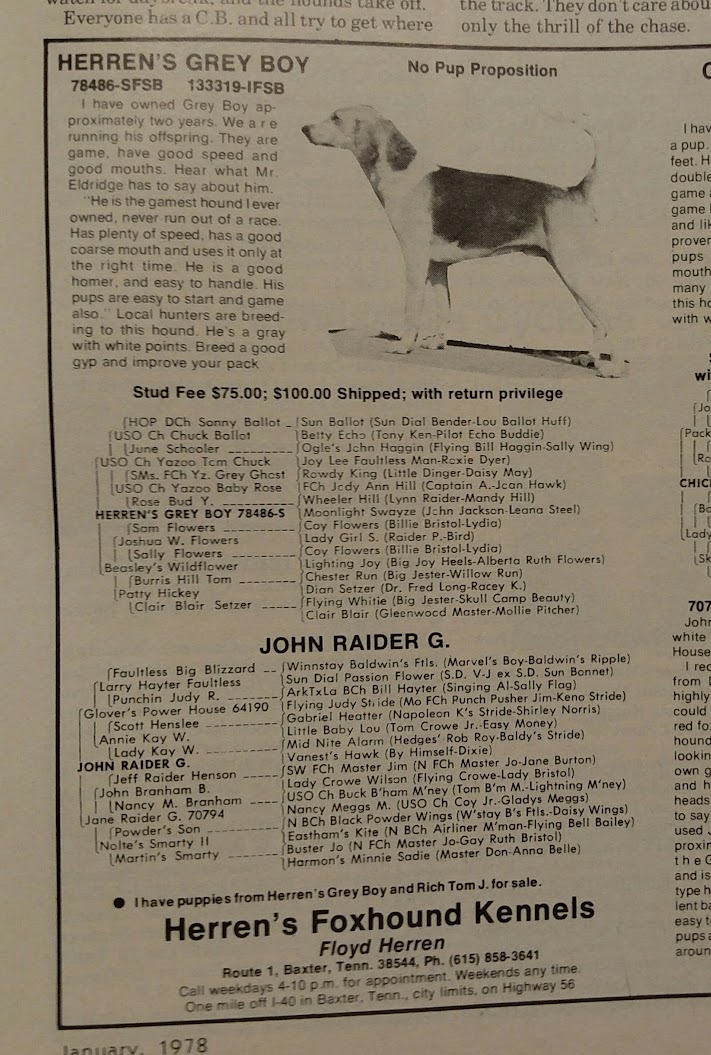 Everyone has a C.B. and all try to get where
the track. They don't care
only the thrill of the chase.
HERREN'S GREY BOY
78486-SFSB 133319-IFSB
No Pup Proposition
I have owned Grey Boy ap-
proximately two years. We are
running his offspring. They are
game, have good speed and
good mouths. Hear what Mr.
Eldridge has to say about him.
"He is the gamest hound I ever
owned, never run out of a race.
Has plenty of speed, has a good
coarse mouth and uses it only at
the right time. He is a good
homer, and easy to handle. His
pups are easy to start and game
also." Local hunters are breed-
ing to this hound. He's a gray
with white points. Breed a good
gyp and improve your pack
Stud Fee $75.00; $100.00 Shipped; with return privilege
HOP DCh Sonny Ballot Sun Ballot (Sun Dial Bender-Lou Ballot Huff)
USO Ch Chuck Ballot Betty Echo (Tony Ken-Pilot Echo Buddie)
June Schooler Ogle's John Haggin (Flying Bill Haggin-Sally Wing)
USO Ch Yazoo Tom Chuck Joy Lee Faultless Man-Roxie Dyer)
SMs. FCh Yz. Grey Ghost Rowdy King (Little Dinger-Daisy May)
USO Ch Yazoo Baby Rose FCh Jedy Ann Hill (Captain A.-Jean Hawk)
Rose Bud Y. Wheeler Hill (Lynn Raider-Mandy Hill)
HERREN'S GREY BOY 78486-S Moonlight Swayze (John Jackson-Leana Steel)
Sam Flowers Coy Flowers (Billie Bristol-Lydia)
Joshua W. Flowers Lady Girl S. (Raider P.-Bird)
Sally Flowers Coy Flowers (Billie Bristol-Lydia)
Beasley's Wildflower Lighting Joy (Big Joy Heels-Alberta Ruth Flowers)
Burris Hill Tom Chester Run (Big Jester-Willow Run)
Patty Hickey Dian Setzer (Dr. Fred Long-Racey K.)
Clair Blair Setzer Flying Whitie (Big Jester-Skull Camp Beauty)
Clair Blair (Gleenwood Master-Mollie Pitcher)
JOHN RAIDER G.
Faultless Big Blizzard -- Winnstay Baldwin's Ftls. (Marvel's Boy-Baldwin's Ripple)
Larry Hayter Faultless Sun Dial Passion Flower (S.D. V-J ex S.D. Sun Bonnet)
Punchin Judy R. ArkTxLa BCh Bill Hayter (Singing Al-Sally Flag)
Glover's Power House 64190 Flying Judy Stride (Mo FCh Punch Pusher Jim-Keno Stride)
Scott Henslee Gabriel Heatter (Napoleon K's Stride-Shirley Norris)
Annie Kay W. Little Baby Lou (Tom Crowe Jr.-Easy Money)
Lady Kay W. Mid Nite Alarm (Hedges' Rob Roy-Baldy's Stride)
JOHN RAIDER G. Vanest's Hawk (By Himself-Dixie)
Jeff Raider Henson SW FCh Master Jim (N FCh Master Jo-Jane Burton)
John Branham B. Lady Crowe Wilson (Flying Crowe-Lady Bristol)
Nancy M. Branham USO Ch Buck B'ham M'ney (Tom B'm M.-Lightning M'ney)
Jane Raider G. 70794 Nancy Meggs M. (USO Ch Coy Jr.-Gladys Meggs)
Powder's Son N BCh Black Powder Wings (W'stay B's Ftls.-Daisy Wings)
Nolte's Smarty II Eastham's Kite (N BCh Airliner M'man-Flying Bell Bailey)
Martin's Smarty Buster Jo (N FCh Master Jo-Gay Ruth Bristol)
Harmon's Minnie Sadie (Master Don-Anna Belle)
● I have puppies from Herren's Grey Boy and Rich Tom J. for sale.
Herren's Foxhound Kennels
Floyd Herren
Route 1, Baxter, Tenn. 38544, Ph. (615) 858-3641
Call weekdays 4-10 p.m. for appointment. Weekends any time.
One mile off I-40 in Baxter, Tenn., city limits, on Highway 56
January, 1978